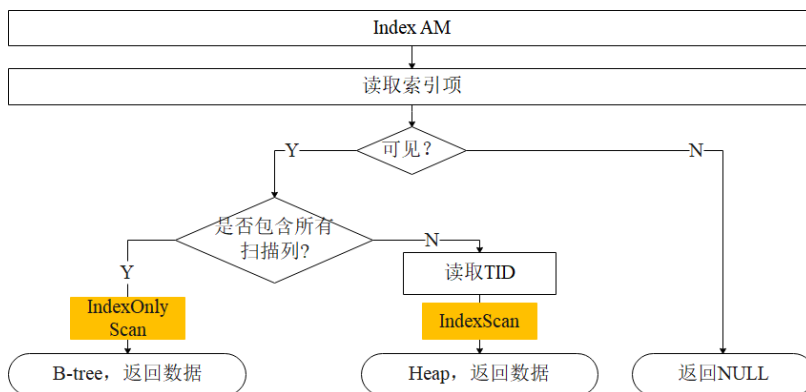 Index AM
读取索引项
可见？
Y
N
是否包含所有
扫描列?
Y
N
读取TID
IndexOnly
Scan
IndexScan
B-tree，返回数据
Heap，返回数据
返回NULL